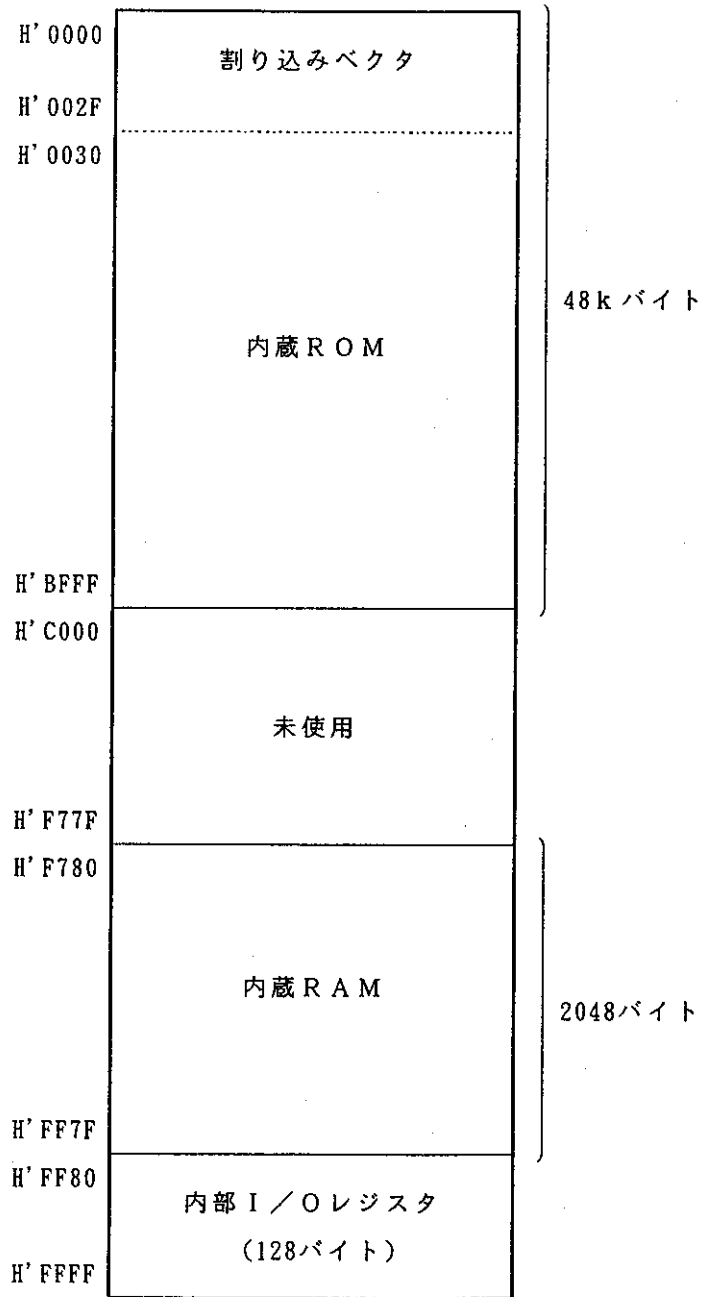 H'0000
割り込みベクタ
H'002F
H'0030
48kバイト
内蔵ROM
H'BFFF
H'C000
未使用
H'F77F
H'F780
内蔵RAM
2048バイト
H'FF7F
H'FF80
内部I/Oレジスタ
(128バイト)
H'FFFF